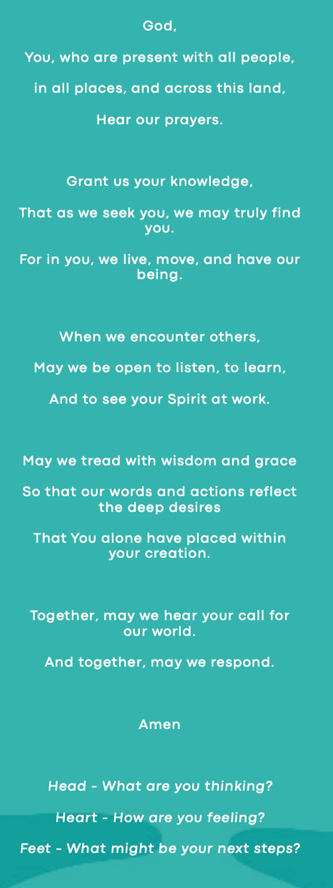 God,
You, who are present with all people,
in all places, and across this land,
Hear our prayers.
Grant us your knowledge,
That as we seek you, we may truly find
you.
For in you, we live, move, and have our
being.
When we encounter others,
May we be open to listen, to learn,
And to see your Spirit at work.
May we tread with wisdom and grace
So that our words and actions reflect
the deep desires
That You alone have placed within
your creation.
Together, may we hear your call for
our world.
And together, may we respond.
Amen
Head - What are you thinking?
Heart - How are you feeling?
Feet - What might be your next steps?